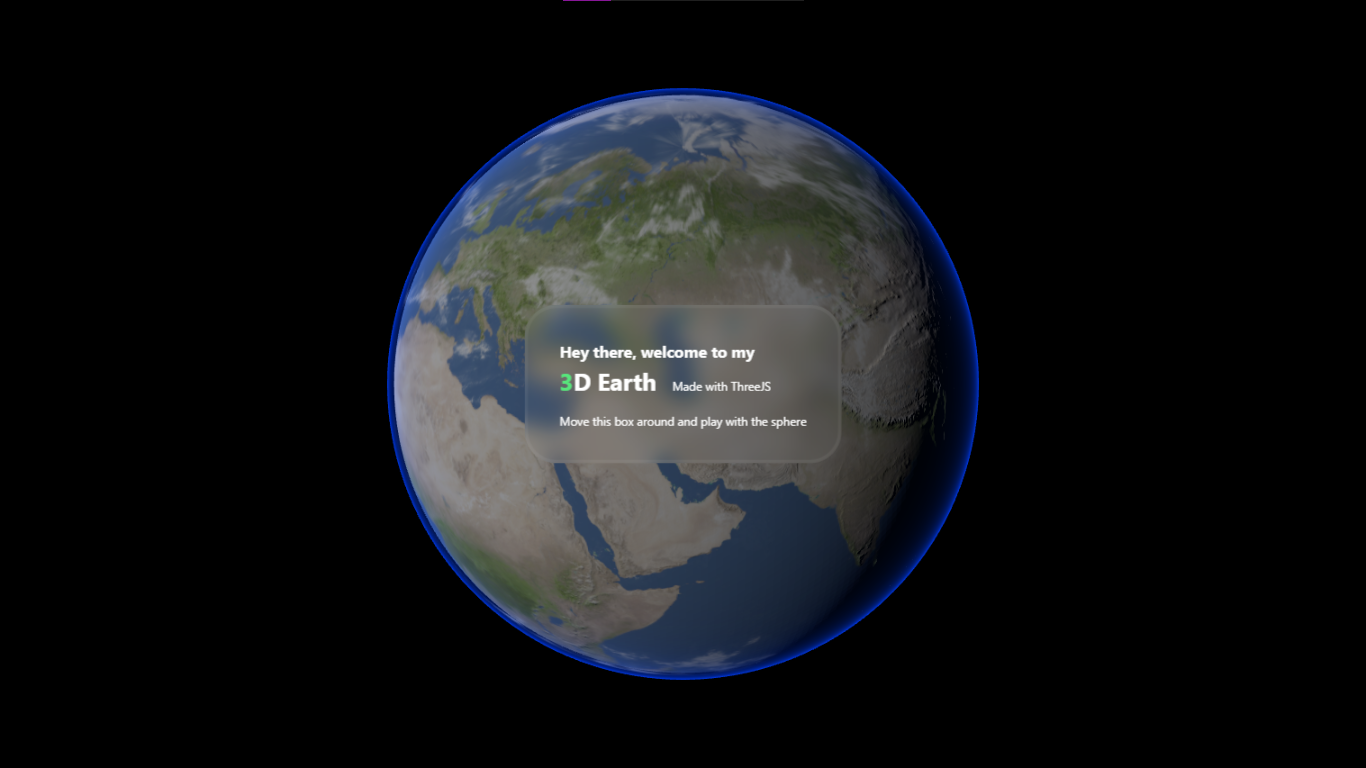 Hey there, welcome to my
3D Earth Made with ThreeJS
Move this box around and play with the sphere